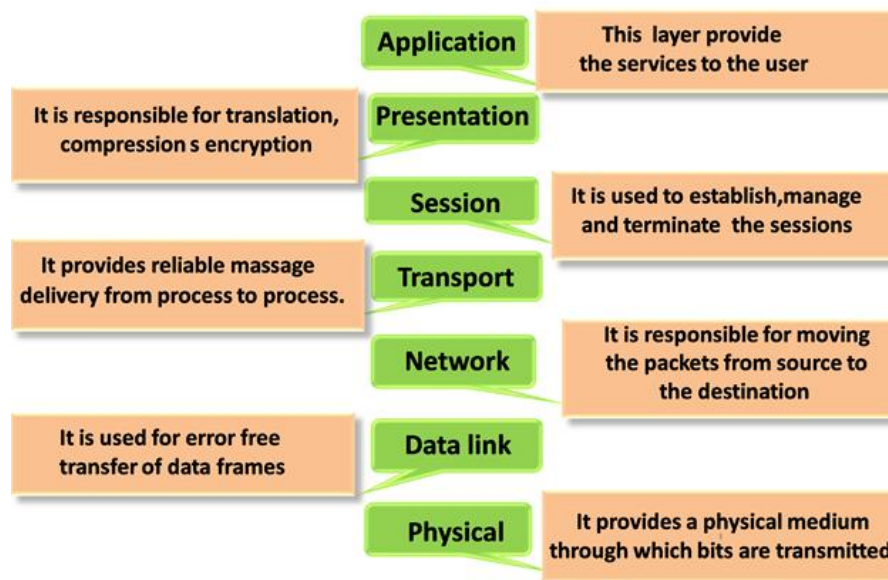 Application
This layer provide
the services to the user
It is responsible for translation,
compression s encryption
Presentation
Session
It is used to establish,manage
and terminate the sessions
It provides reliable massage
delivery from process to process.
Transport
Network
It is responsible for moving
the packets from source to
the destination
It is used for error free
transfer of data frames
Data link
Physical
It provides a physical medium
through which bits are transmitted